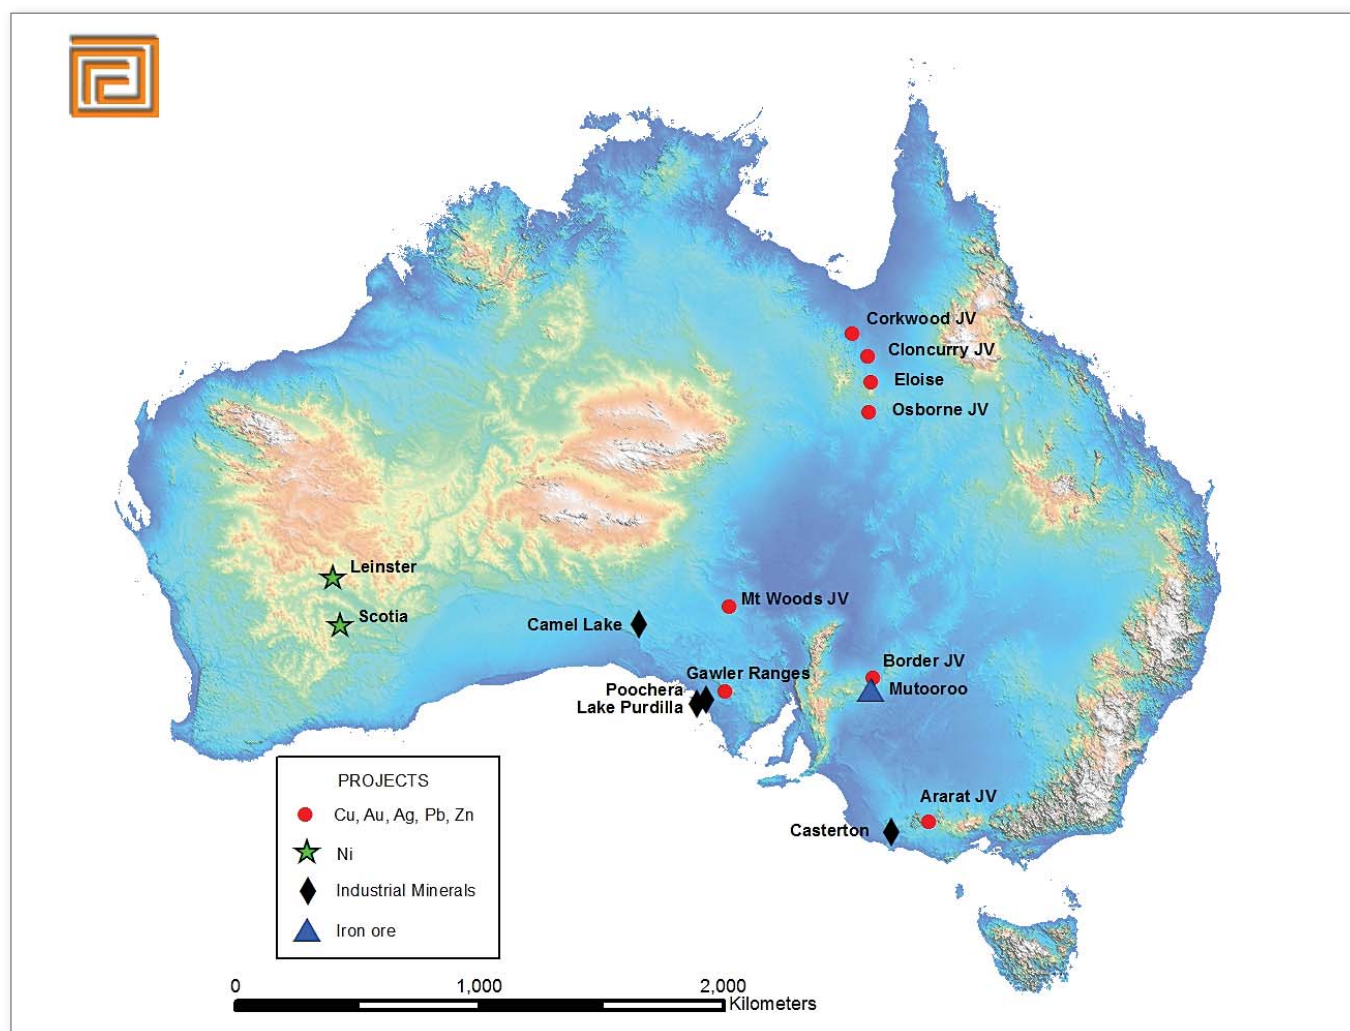 Corkwood JV
Cloncurry JV
Eloise
Osborne JV
Leinster
Scotia
Mt Woods JV
Camel Lake
Border JV
Gawler Ranges
Mutooroo
Poochera
Lake Purdilla
Ararat JV
Casterton
PROJECTS
Cu, Au, Ag, Pb, Zn
Ni
Industrial Minerals
Iron ore
0 1,000 2,000
Kilometers